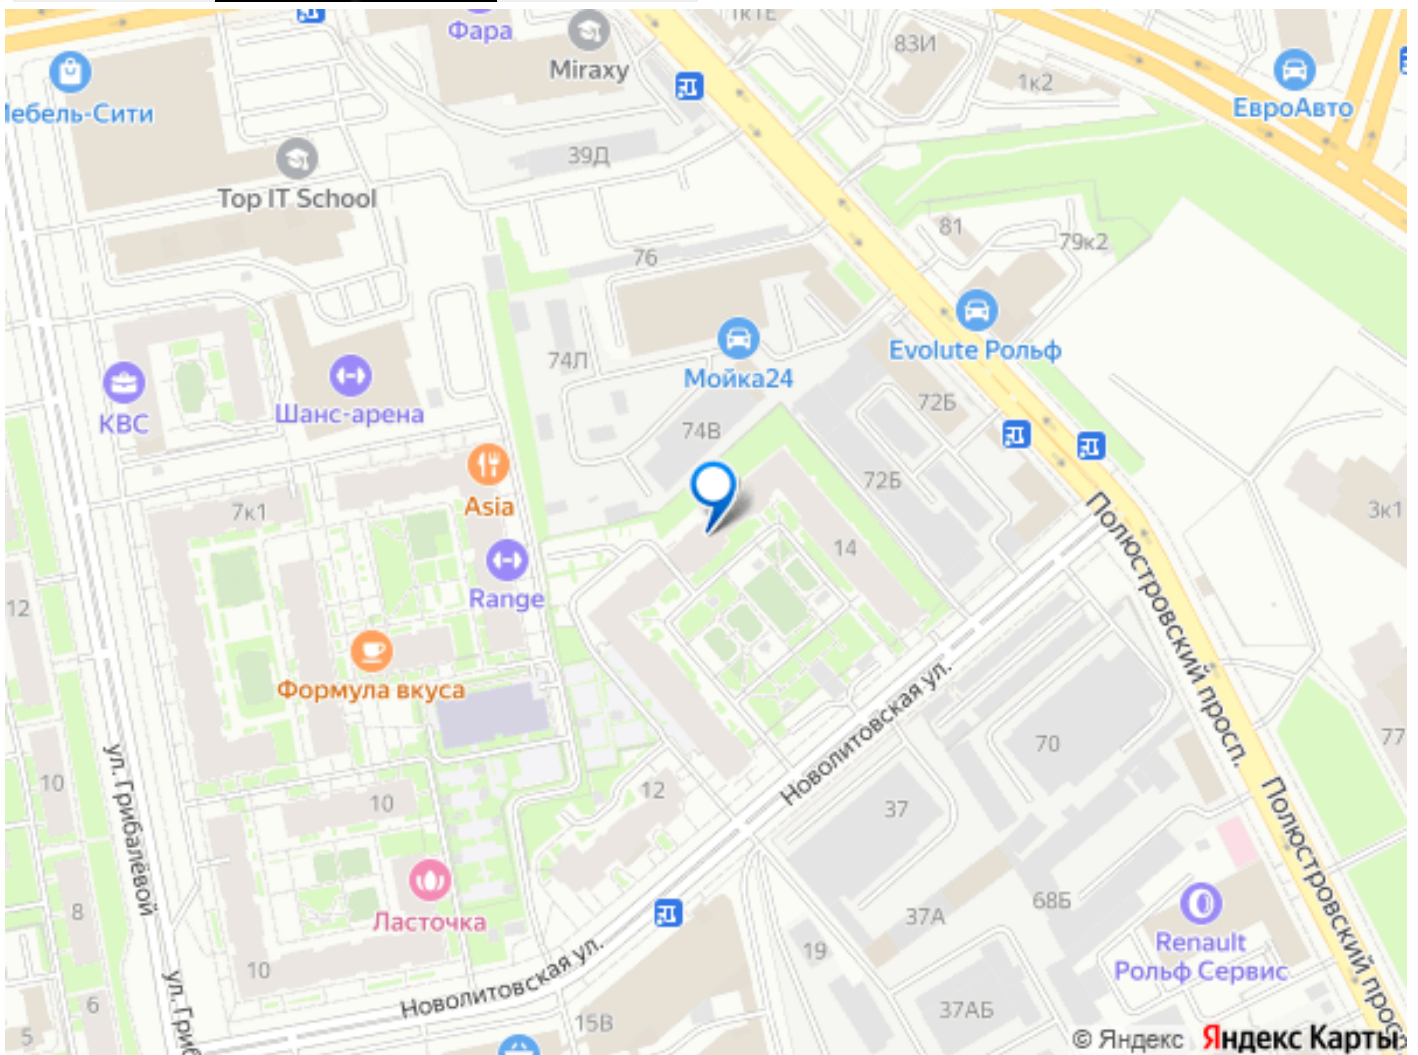 Фара
Miraxy
1к1Е
83И
1к2
ЕвроАвто
Мебель-Сити
39Д
Top IT School
81
79к2
76
Evolute Рольф
74Л
Мойка24
КВС
Шанс-арена
72Б
74В
Asia
72Б
7к1
3к1
14
Range
12
Формула вкуса
Полюстровский просп.
Новолитовская ул.
ул. Грибалёвой
70
77
10
12
10
37
Полюстровский прос
Ласточка
8
37А
68Б
Renault
Рольф Сервис
19
10
Новолитовская ул.
ул. Гриб
6
15В
37АБ
5
© Яндекс Яндекс Карты